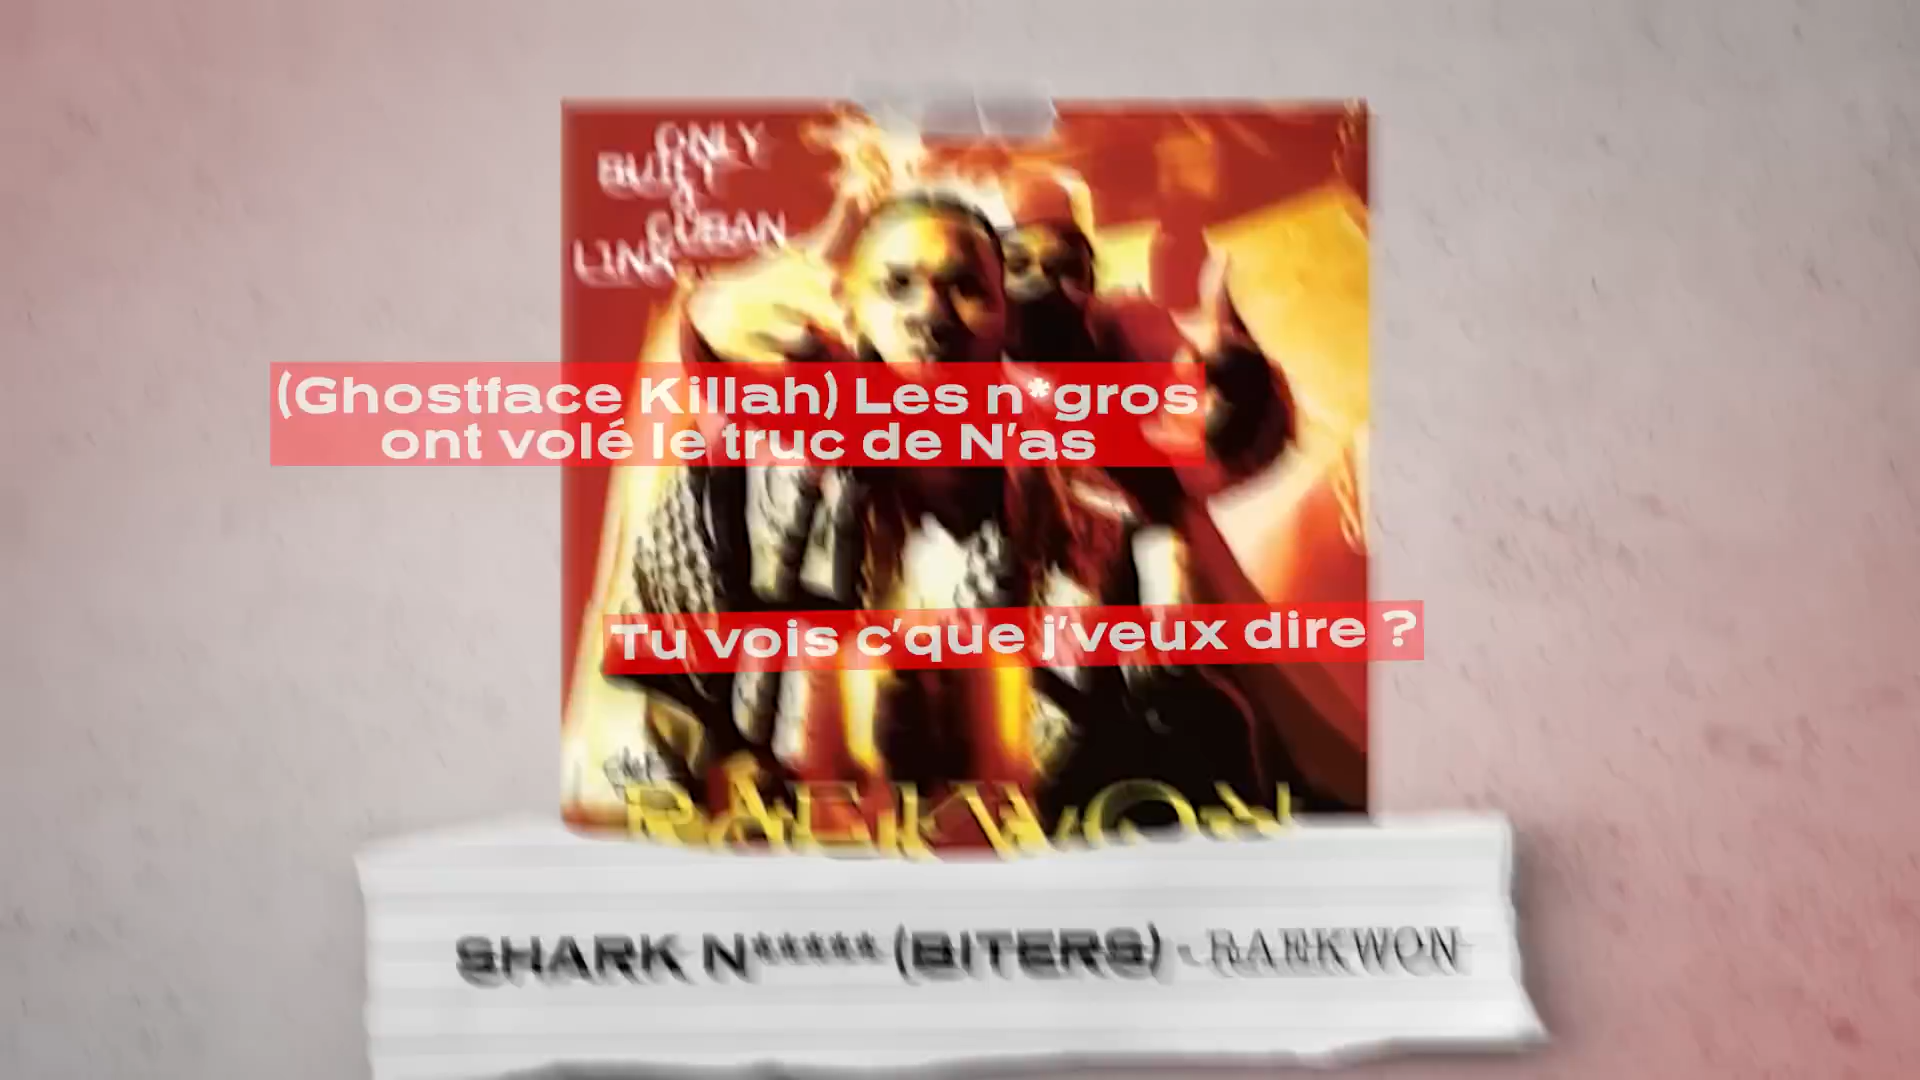 ONLY
BUILT
4
CUBAN
LINX
(Ghostface Killah) Les n*gros
ont volé le truc de N'as
Tu vois c'que j'veux dire ?
chef
RAEKWON
SHARK N***** (BITERS) - RAEKWON